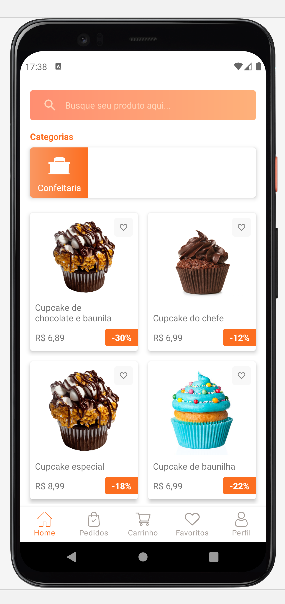 17:38
Busque seu produto aqui...
Categorias
Confeitaria
Cupcake de
chocolate e baunila
R$ 6,89
-30%
Cupcake do chefe
R$ 6,99
-12%
Cupcake especial
R$ 8,99
-18%
Cupcake de baunilha
R$ 6,99
-22%
Home
Pedidos
Carrinho
Favoritos
Perfil